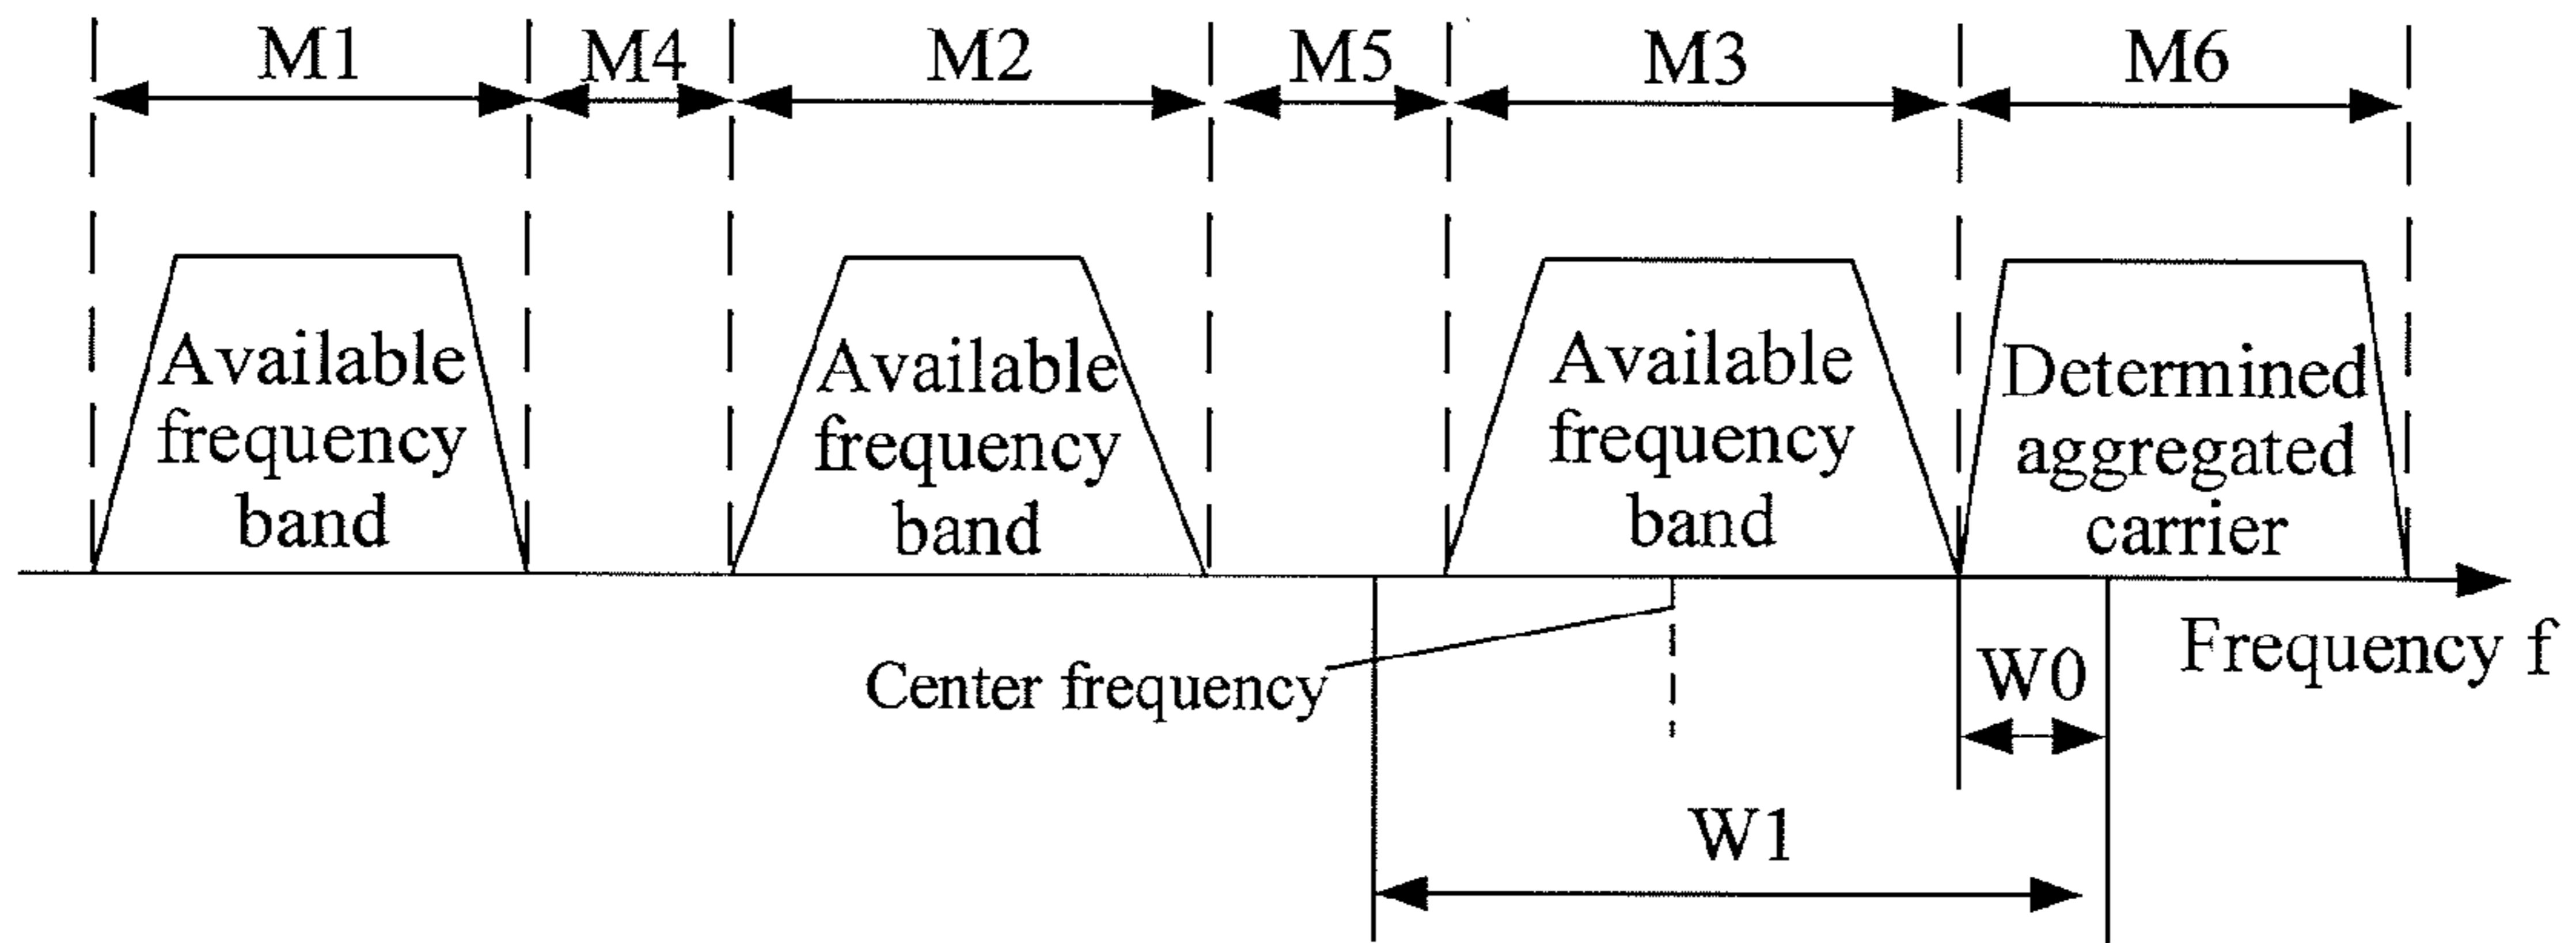 M1
M4
M2
M5
M3
M6
Available
frequency
band
Available
frequency
band
Available
frequency
band
Determined
aggregated
carrier
Frequency f
Center frequency
W0
W1